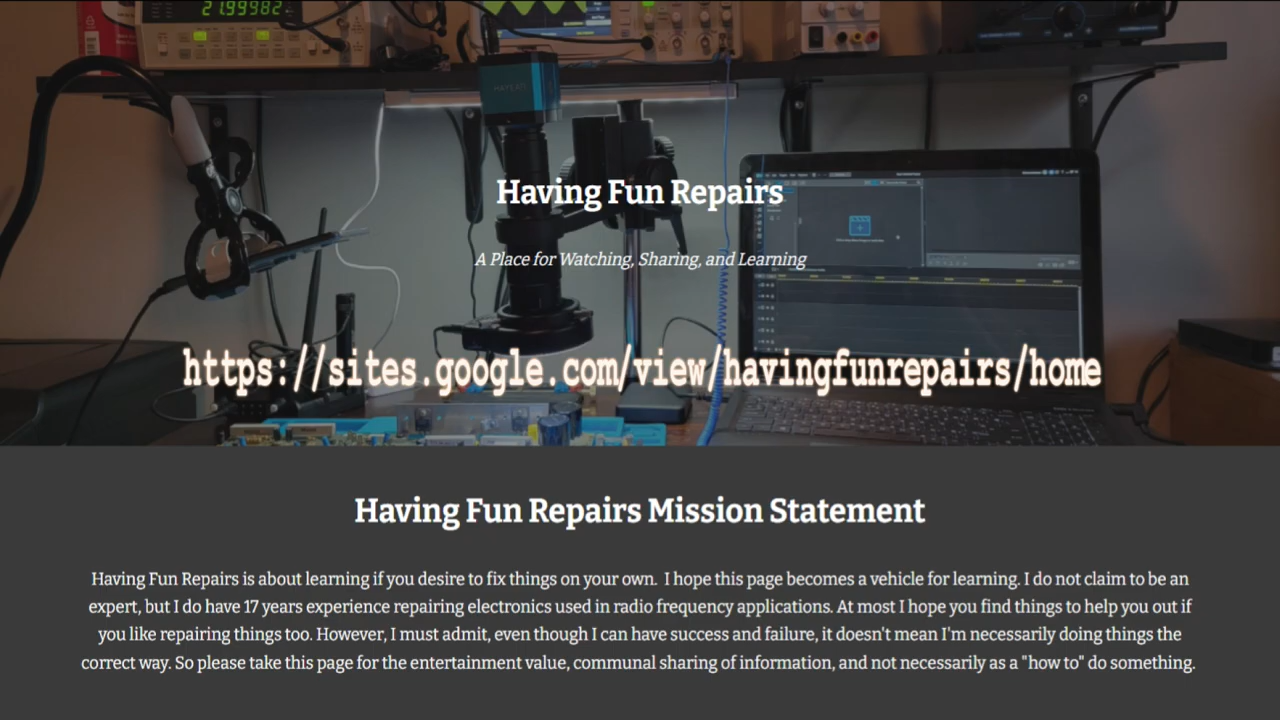 21.99982
HAYEAR
Having Fun Repairs
A Place for Watching, Sharing, and Learning
https://sites.google.com/view/havingfunrepairs/home
Having Fun Repairs Mission Statement
Having Fun Repairs is about learning if you desire to fix things on your own.  I hope this page becomes a vehicle for learning. I do not claim to be an
expert, but I do have 17 years experience repairing electronics used in radio frequency applications. At most I hope you find things to help you out if
you like repairing things too. However, I must admit, even though I can have success and failure, it doesn't mean I'm necessarily doing things the
correct way. So please take this page for the entertainment value, communal sharing of information, and not necessarily as a "how to" do something.